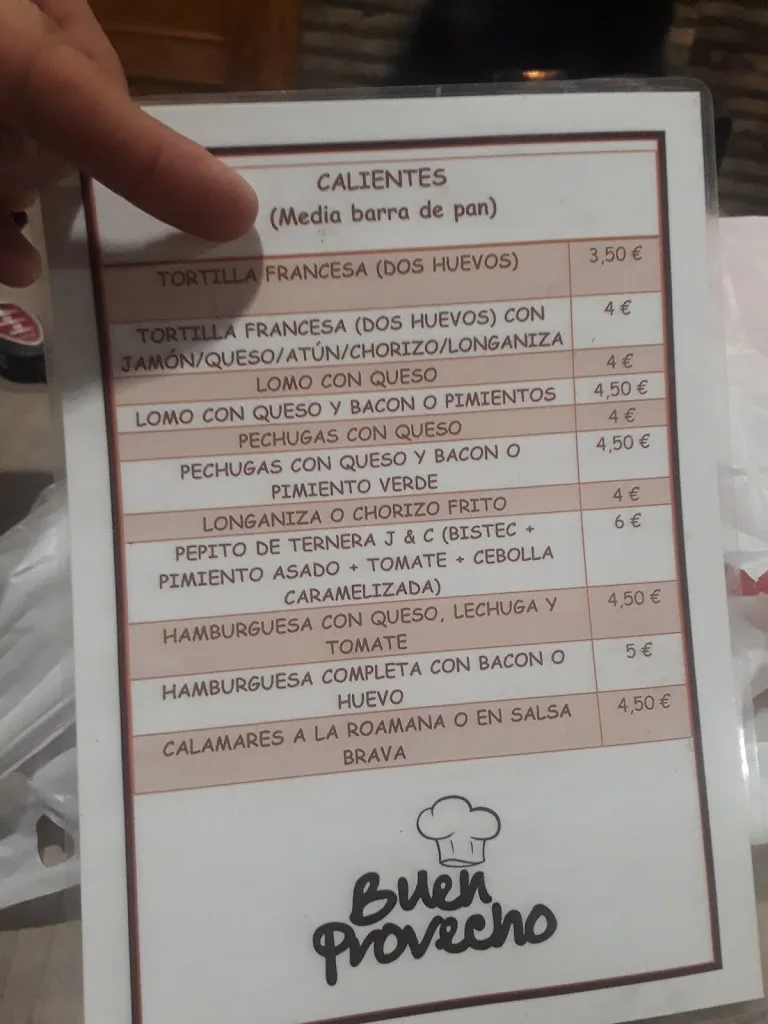 CALIENTES
(Media barra de pan)
TORTILLA FRANCESA (DOS HUEVOS) 3,50 €
TORTILLA FRANCESA (DOS HUEVOS) CON 4 €
JAMÓN/QUESO/ATÚN/CHORIZO/LONGANIZA
LOMO CON QUESO 4 €
LOMO CON QUESO Y BACON O PIMIENTOS 4,50 €
PECHUGAS CON QUESO 4 €
PECHUGAS CON QUESO Y BACON O 4,50 €
PIMIENTO VERDE
LONGANIZA O CHORIZO FRITO 4 €
PEPITO DE TERNERA J & C (BISTEC + 6 €
PIMIENTO ASADO + TOMATE + CEBOLLA
CARAMELIZADA)
HAMBURGUESA CON QUESO, LECHUGA Y 4,50 €
TOMATE
HAMBURGUESA COMPLETA CON BACON O 5 €
HUEVO
CALAMARES A LA ROAMANA O EN SALSA 4,50 €
BRAVA
Buen
Provecho